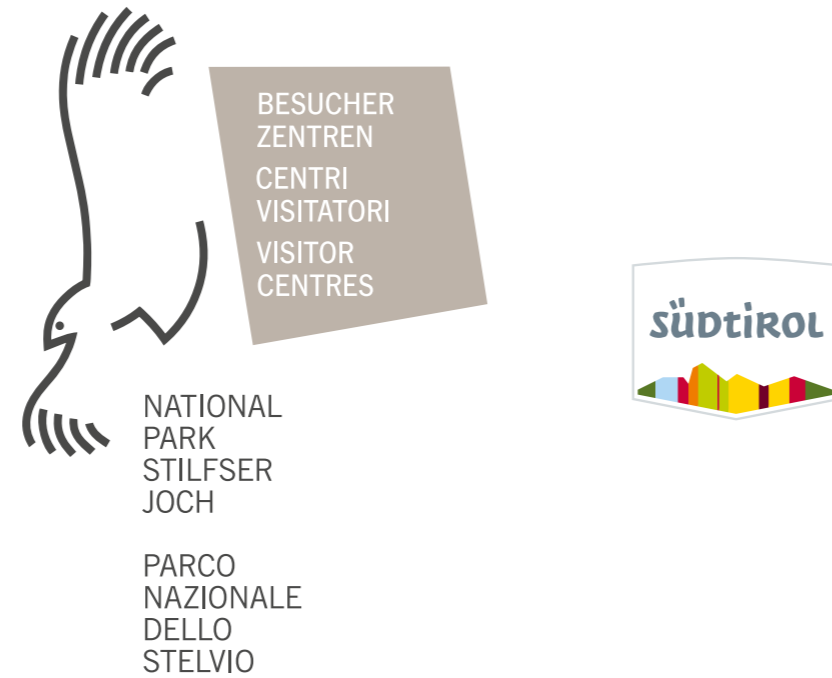 BESUCHER
ZENTREN
CENTRI
VISITATORI
VISITOR
CENTRES
SÜDTIROL
NATIONAL
PARK
STILFSER
JOCH
PARCO
NAZIONALE
DELLO
STELVIO